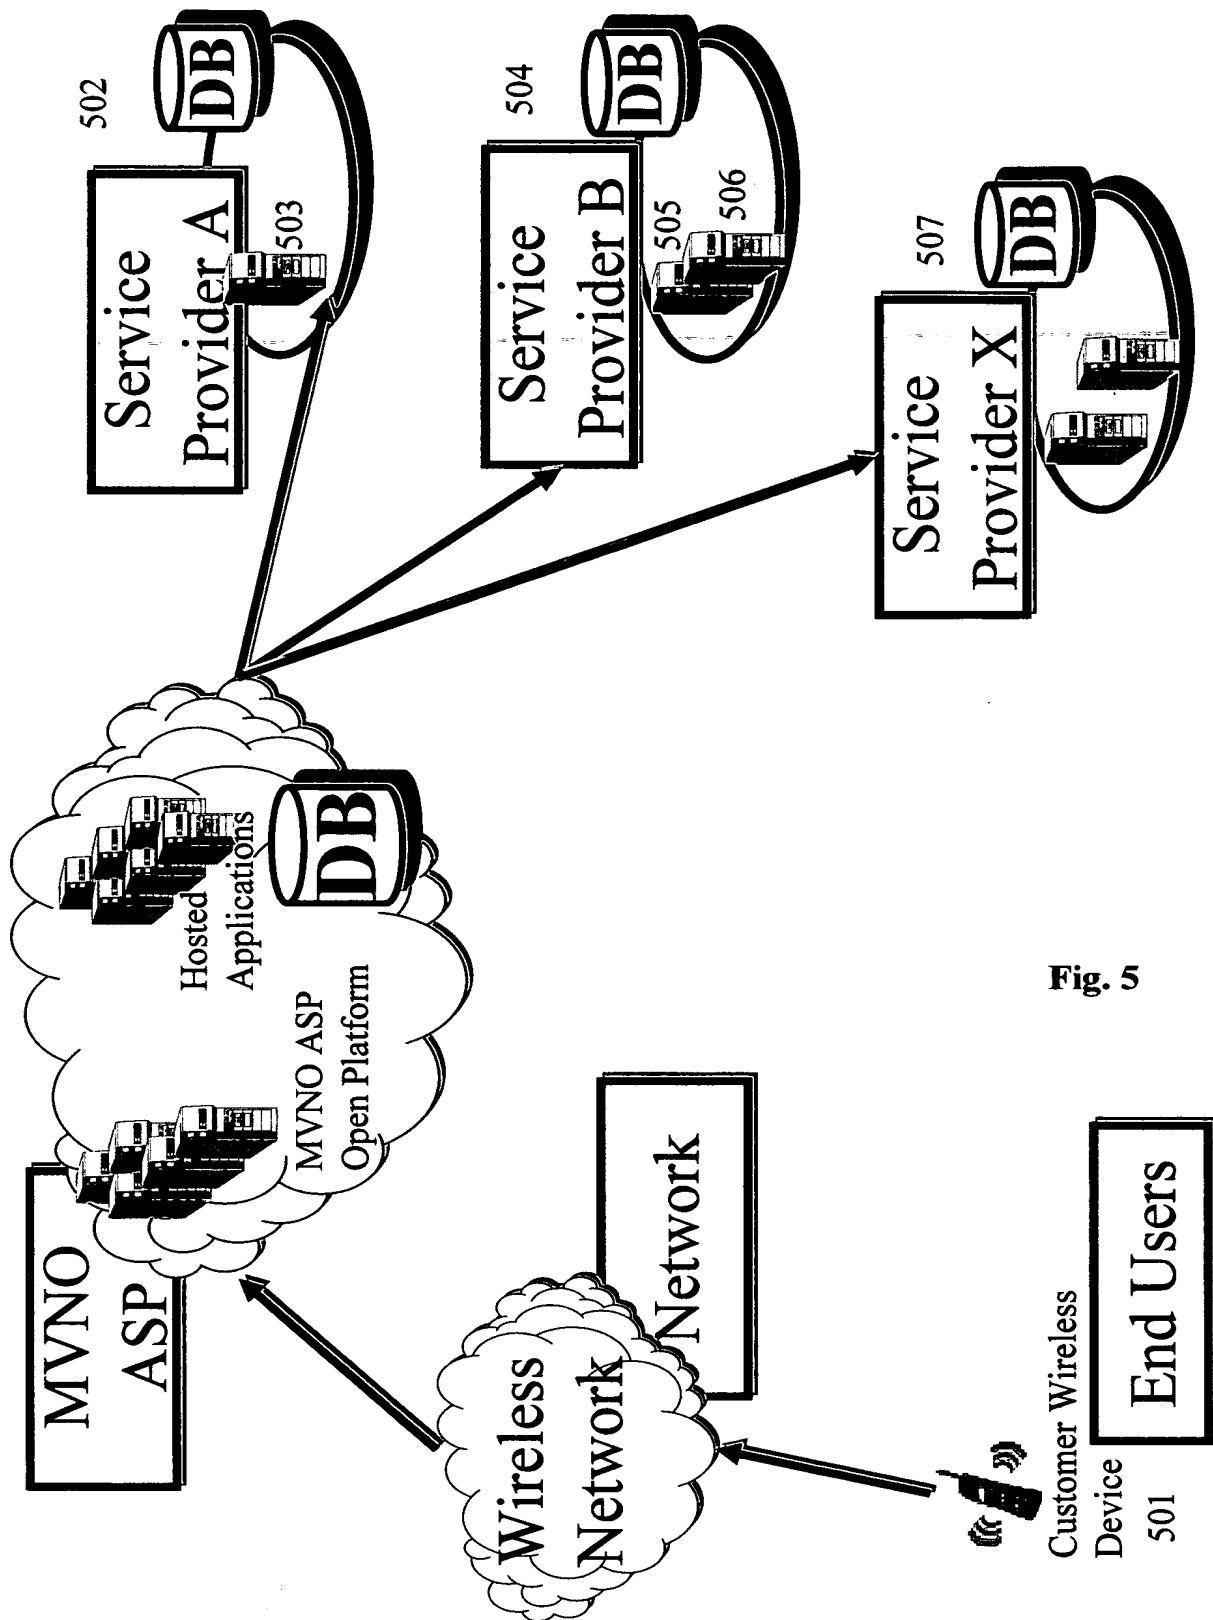 MVNO
ASP
MVNO ASP
Open Platform
Hosted
Applications
DB
502
Service
Provider A
503
DB
504
Service
Provider B
505
506
DB
507
Service
Provider X
DB
Wireless
Network
Network
Customer Wireless
Device
501
End Users
Fig. 5